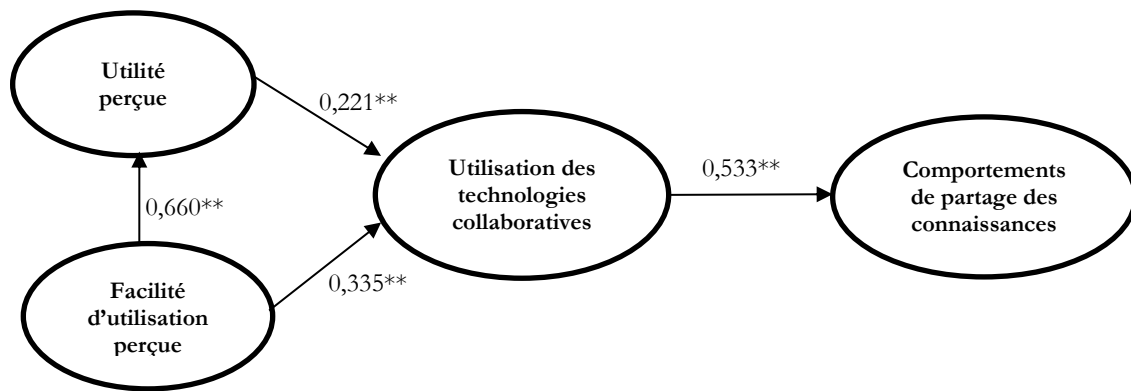 Utilité
perçue
0,221**
Utilisation des
technologies
collaboratives
0,533**
Comportements
de partage des
connaissances
0,660**
Facilité
d’utilisation
perçue
0,335**